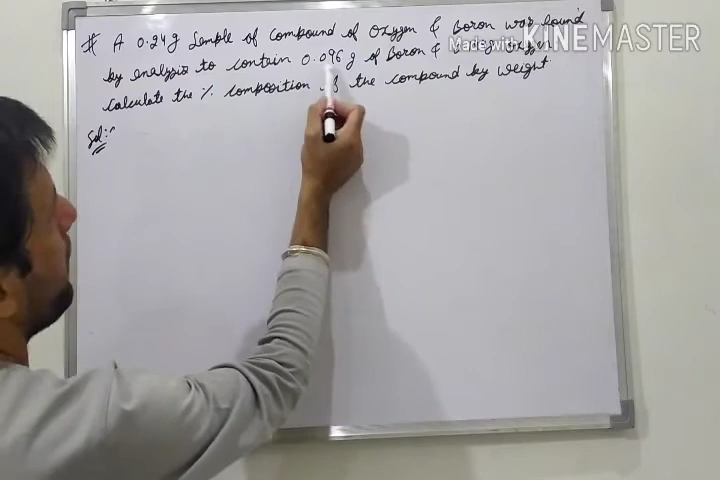 # A 0.24g Sample of Compound of Oxygen & Boron was found
by analysis to contain 0.096 g of Boron & g oxygen
Calculate the % composition of the compound by weight
Sol:-
Made with KINEMASTER